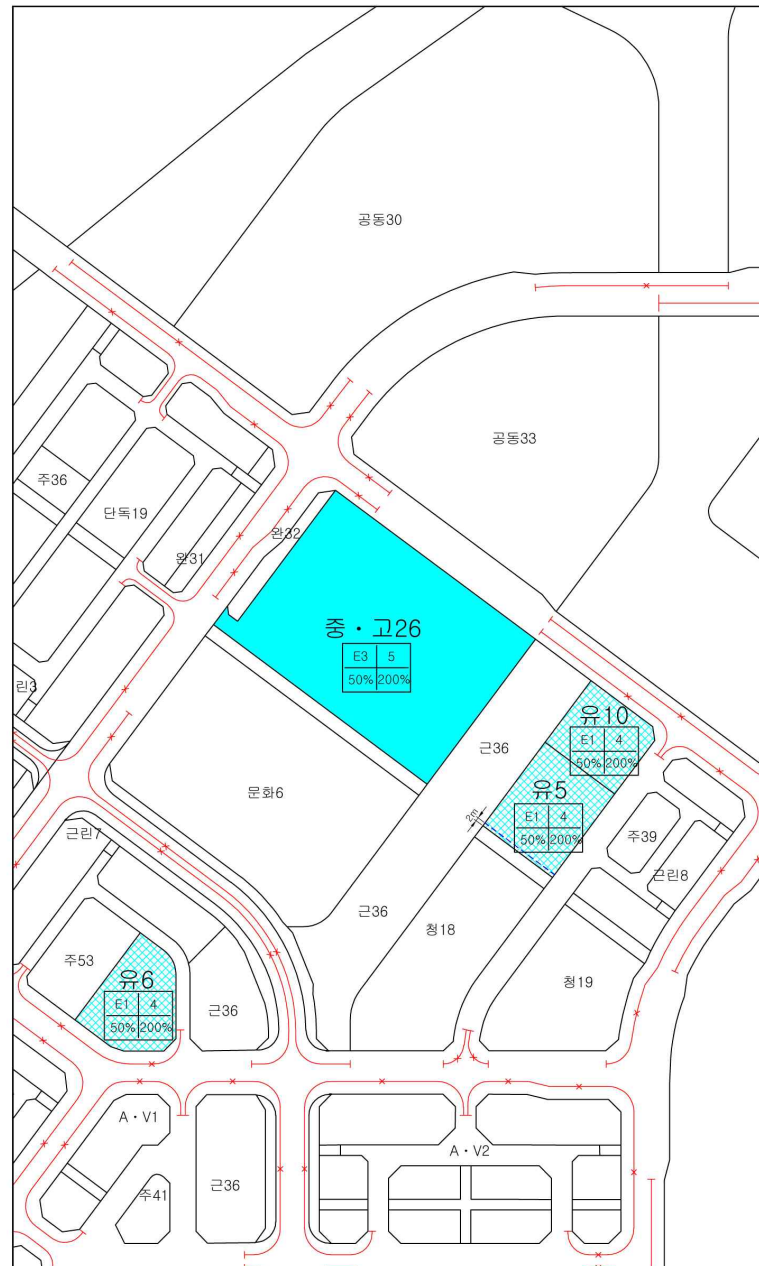 공동30
공동33
주36
단독19
완32
완31
중・고26
E3 5
50% 200%
린3
유10
E1 4
50% 200%
근36
유5
E1 4
50% 200%
2m
문화6
주39
근린7
근린8
근36
청18
주53
유6
E1 4
50% 200%
청19
근36
A・V1
A・V2
주41
근36